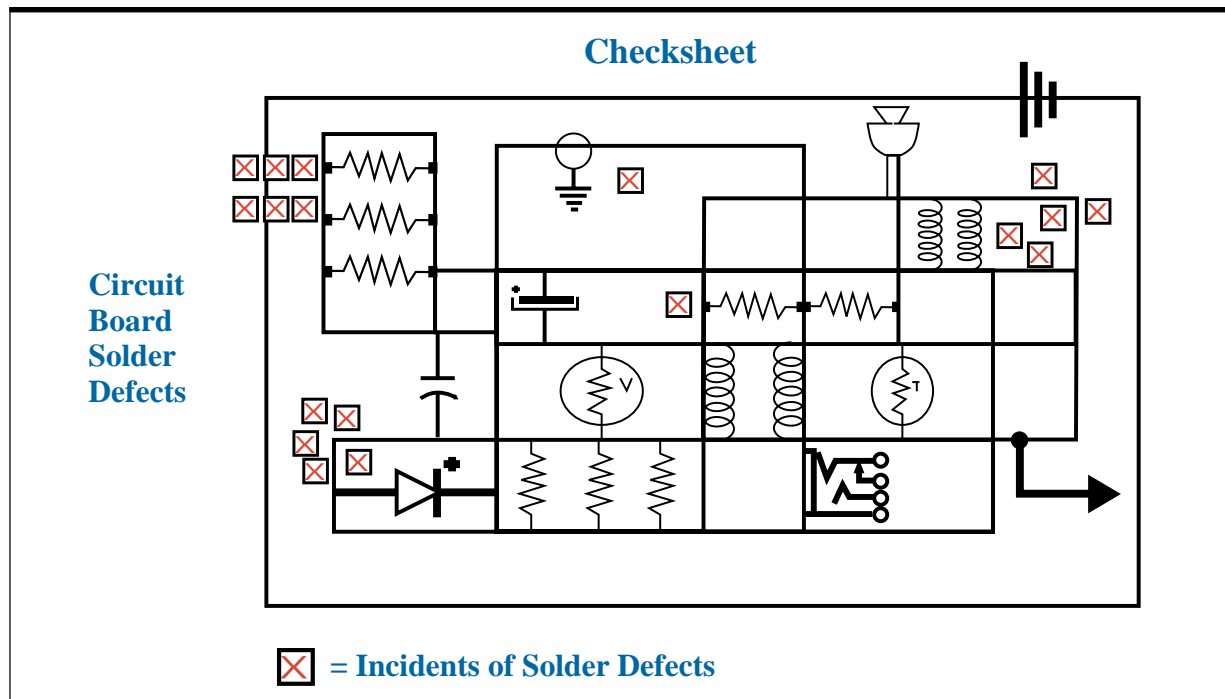 Checksheet
Circuit
Board
Solder
Defects
V
T
= Incidents of Solder Defects